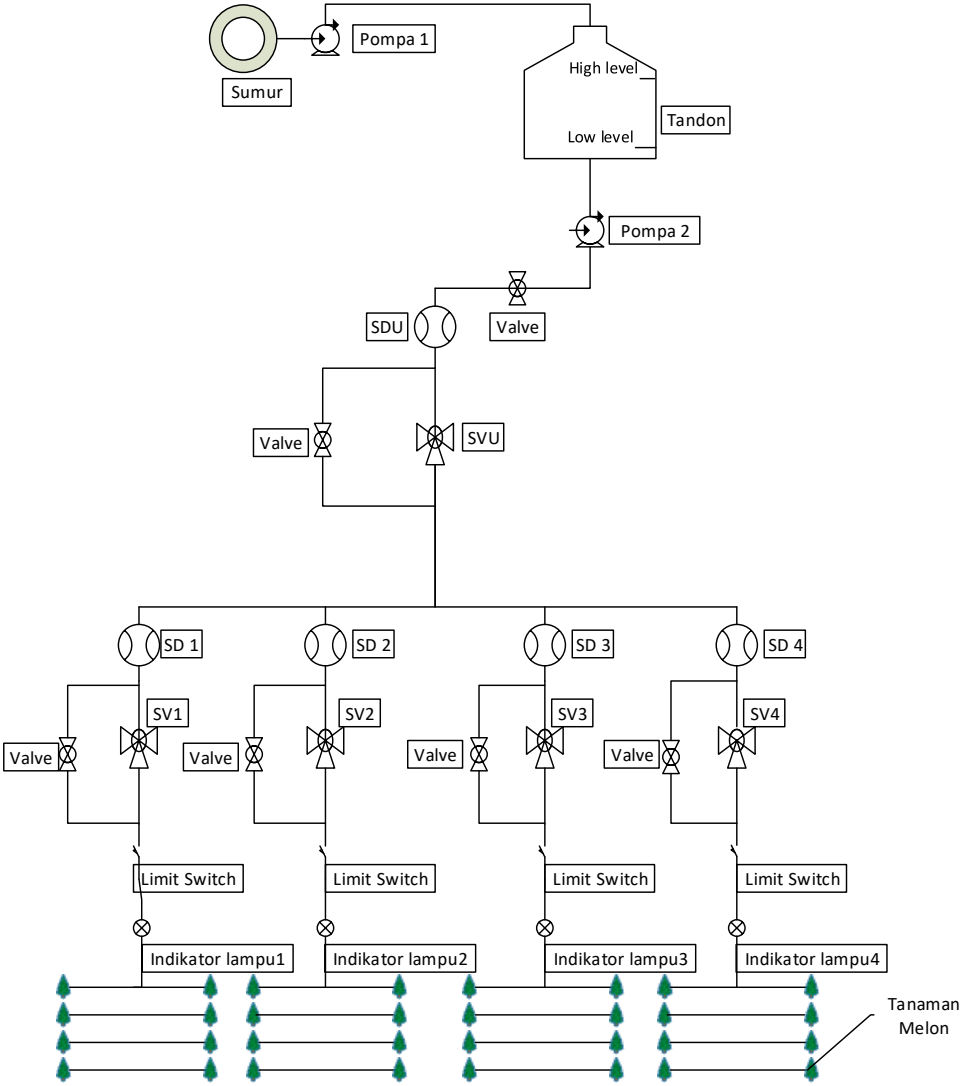 Pompa 1
Sumur
High level
Tandon
Low level
Pompa 2
SDU
Valve
Valve
SVU
SD 1
SD 2
SD 3
SD 4
SV1
SV2
SV3
SV4
Valve
Valve
Valve
Valve
Limit Switch
Limit Switch
Limit Switch
Limit Switch
Indikator lampu1
Indikator lampu2
Indikator lampu3
Indikator lampu4
Tanaman
Melon